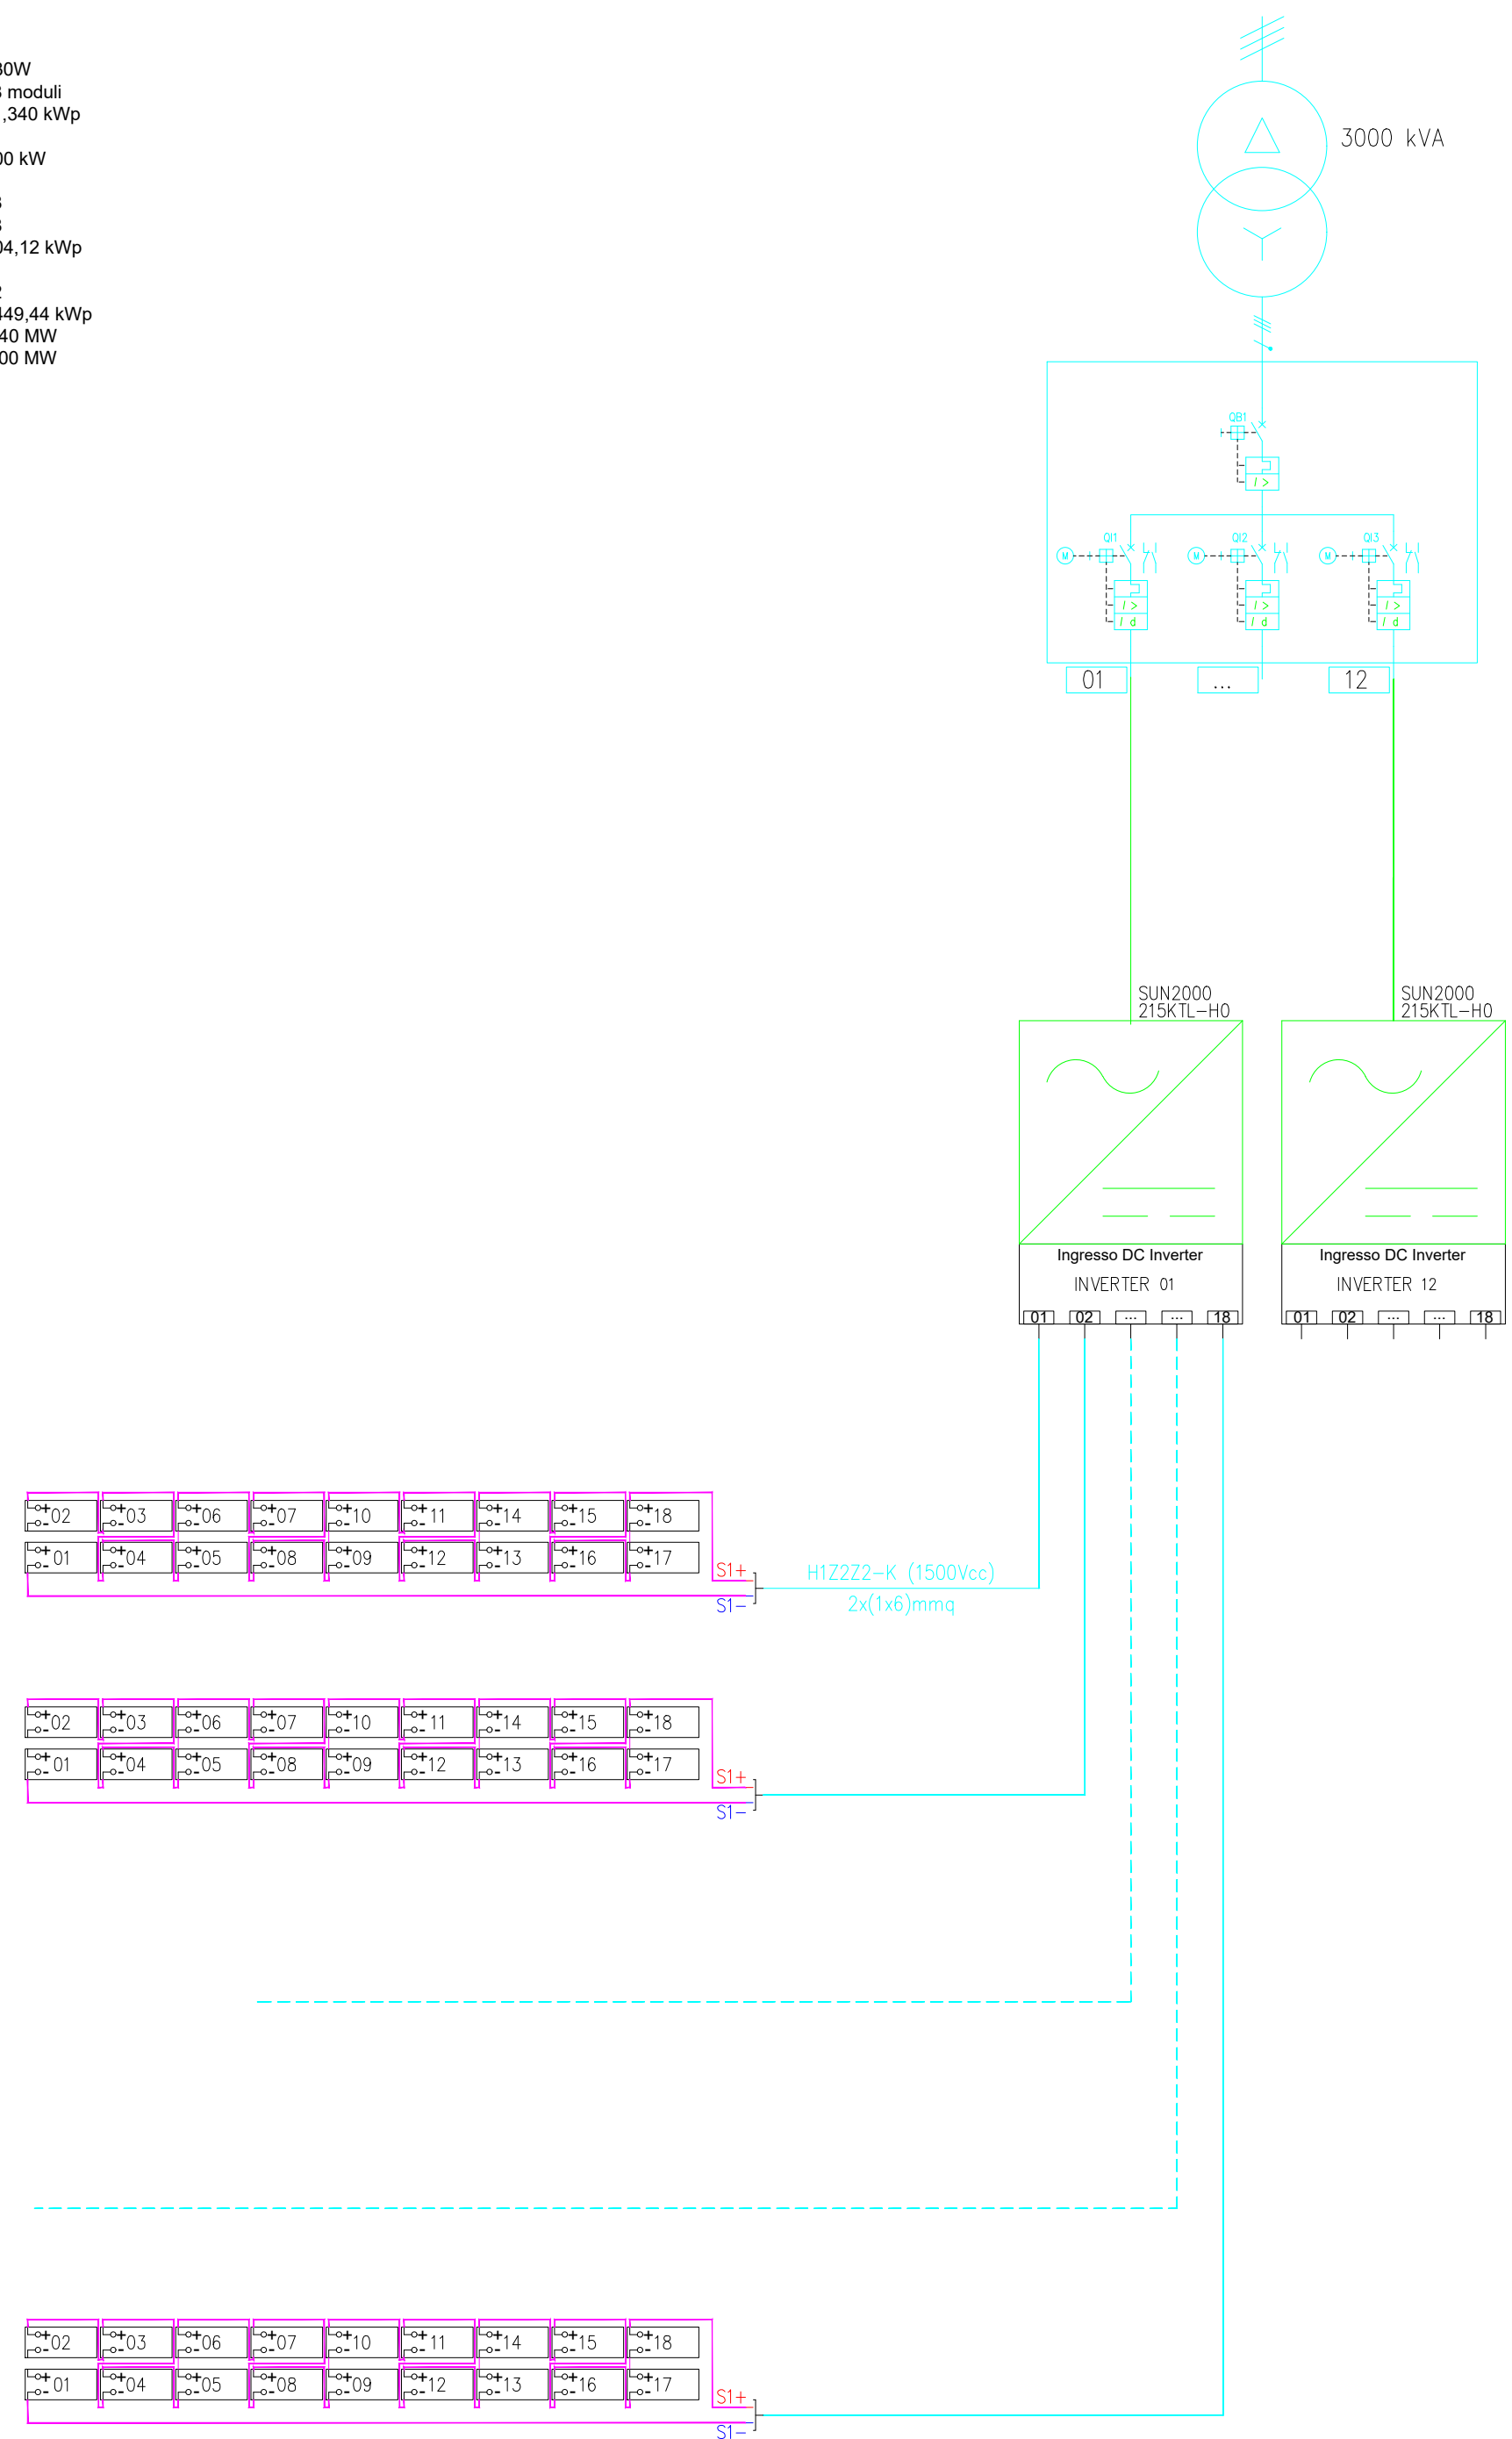 30W
moduli
,340 kWp
00 kW
04,12 kWp
449,44 kWp
40 MW
00 MW
3000 kVA
QB1
I >
QI1 QI2 QI3
M M M
I > I > I >
I d I d I d
01 ... 12
SUN2000 SUN2000
215KTL-H0 215KTL-H0
Ingresso DC Inverter Ingresso DC Inverter
INVERTER 01 INVERTER 12
01 02 ... ... 18 01 02 ... ... 18
+ 02 + 03 + 06 + 07 + 10 + 11 + 14 + 15 + 18
- - - - - - - - -
+ 01 + 04 + 05 + 08 + 09 + 12 + 13 + 16 + 17
- - - - - - - - -
S1+
S1-
H1Z2Z2-K (1500Vcc)
2x(1x6)mmq
+ 02 + 03 + 06 + 07 + 10 + 11 + 14 + 15 + 18
- - - - - - - - -
+ 01 + 04 + 05 + 08 + 09 + 12 + 13 + 16 + 17
- - - - - - - - -
S1+
S1-
+ 02 + 03 + 06 + 07 + 10 + 11 + 14 + 15 + 18
- - - - - - - - -
+ 01 + 04 + 05 + 08 + 09 + 12 + 13 + 16 + 17
- - - - - - - - -
S1+
S1-